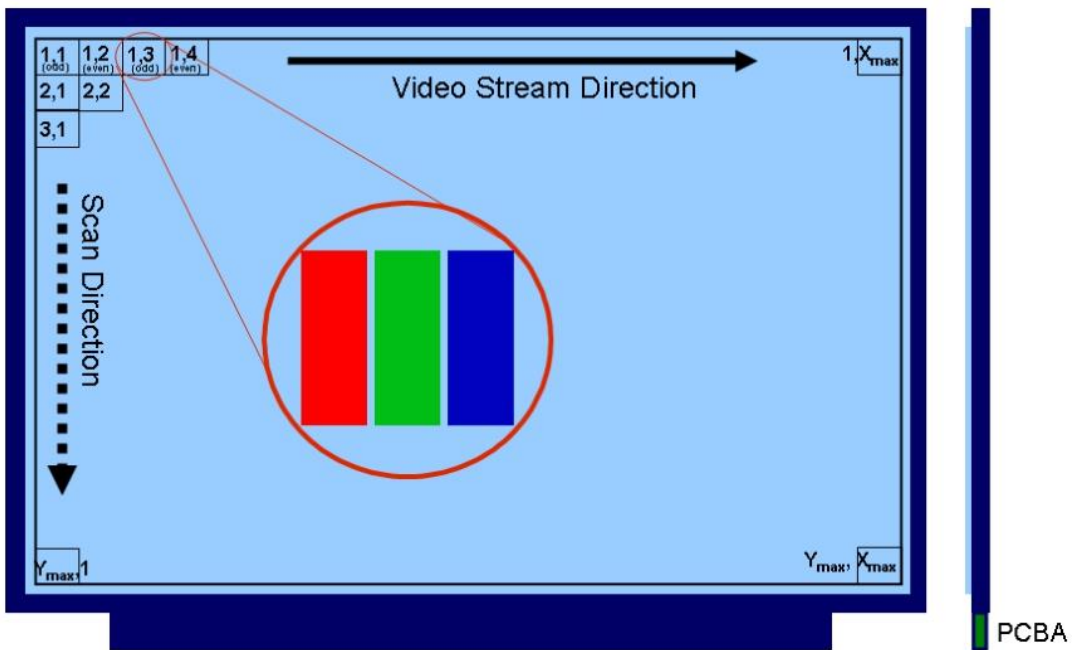 1,1 1,2 1,3 1,4 1,Xmax
(odd) (even) (odd) (even)
Video Stream Direction
2,1 2,2
3,1
Scan Direction
Ymax,1 Ymax, Xmax
PCBA